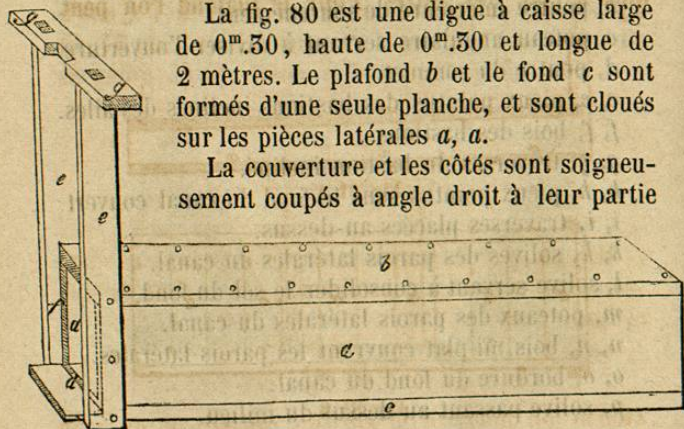 La fig. 80 est une digue à caisse large
de 0ᵐ.30, haute de 0ᵐ.30 et longue de
2 mètres. Le plafond b et le fond c sont
formés d'une seule planche, et sont cloués
sur les pièces latérales a, a.
La couverture et les côtés sont soigneu-
sement coupés à angle droit à leur partie
e
e
b
a
f
d
a
c